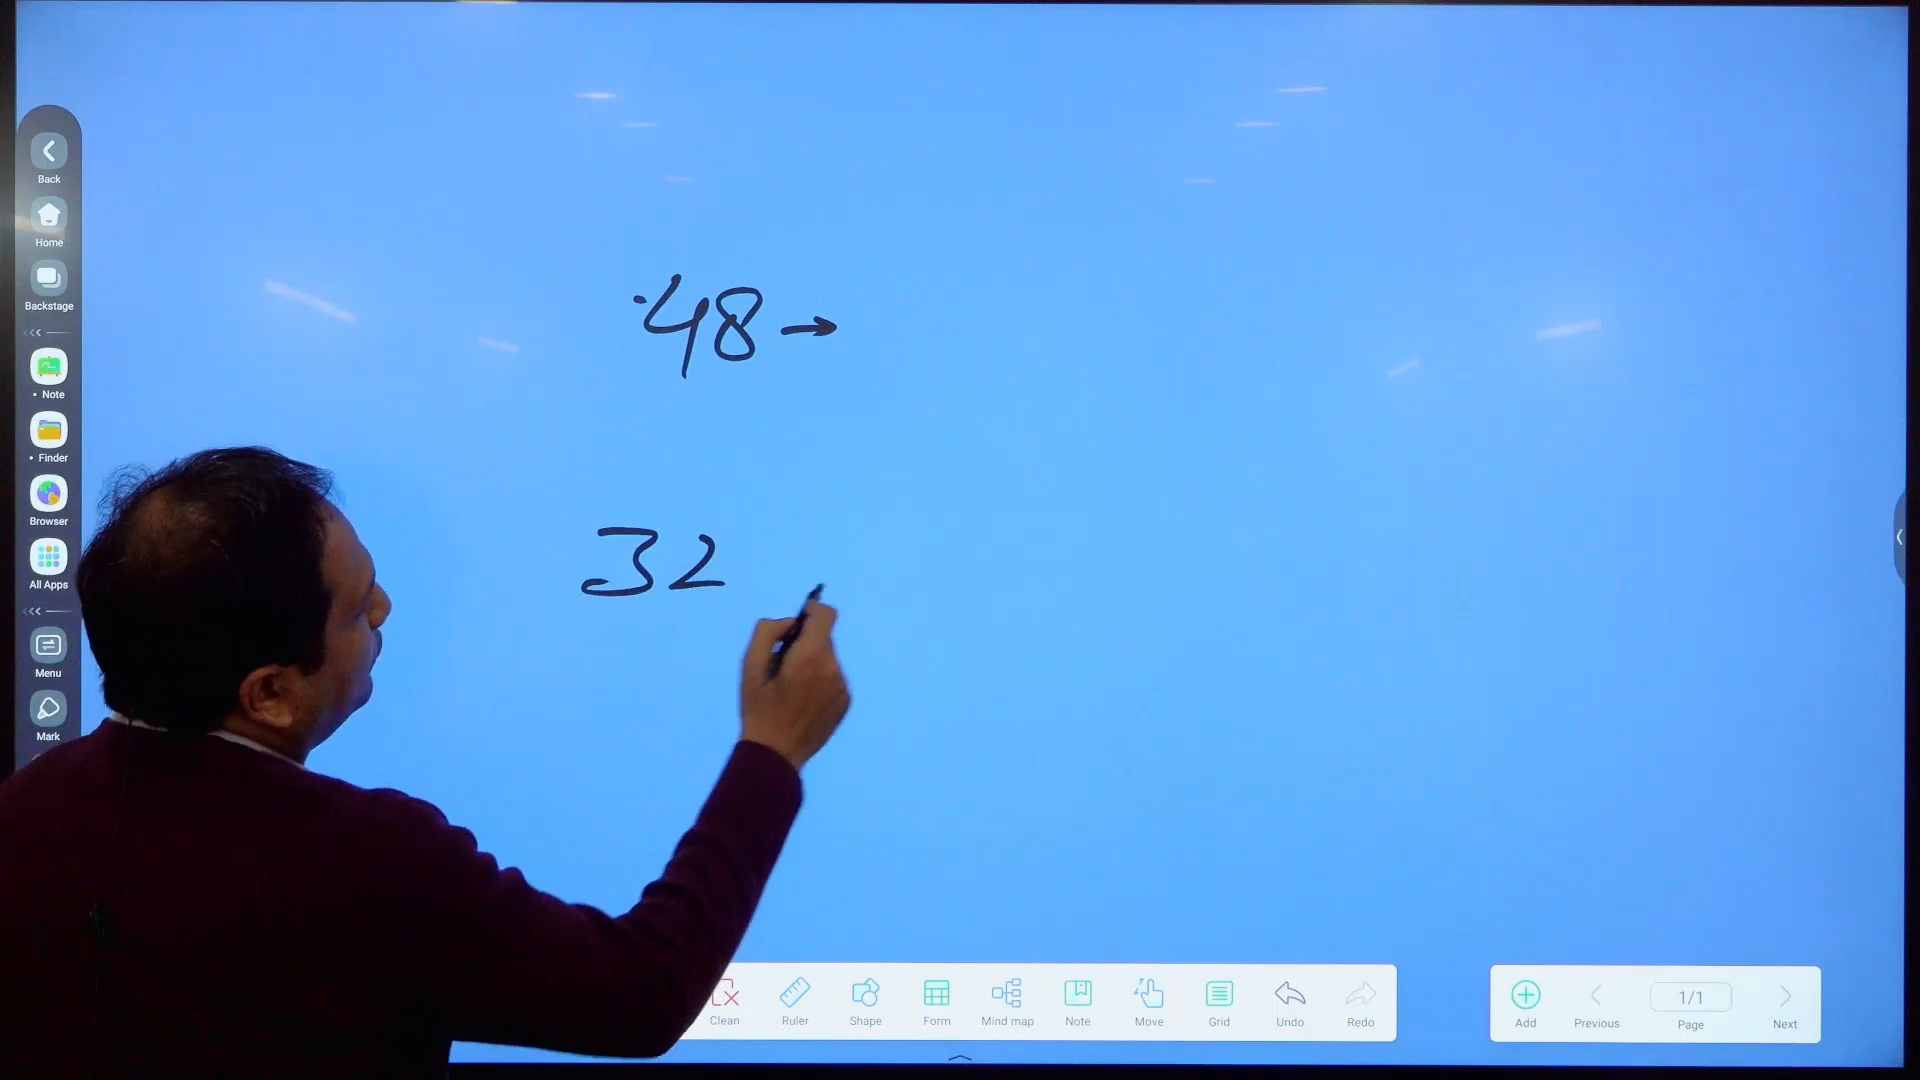 Back
Home
Backstage
48→
Note
Finder
Browser
32
All Apps
Menu
Mark
Clean Ruler Shape Form Mind map Note Move Grid Undo Redo
Add Previous 1/1 Page Next